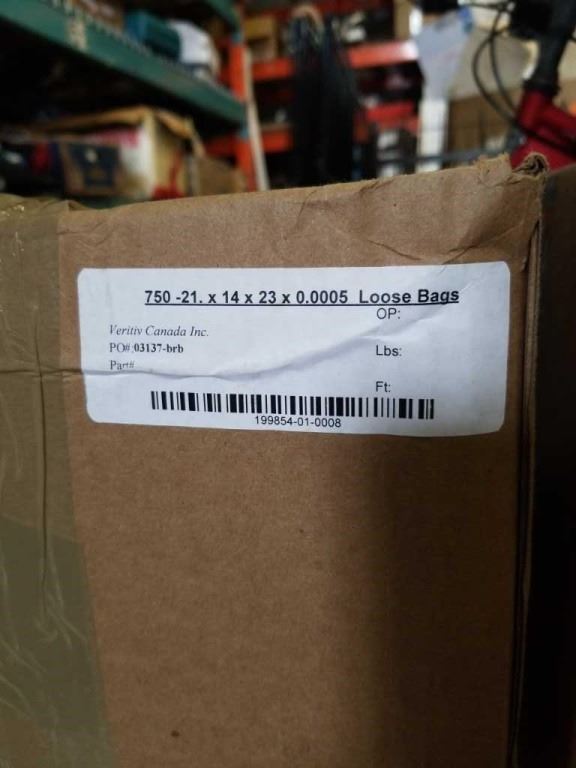 750 -21. x 14 x 23 x 0.0005 Loose Bags
OP:
Veritiv Canada Inc.
PO#:03137-brb
Lbs:
Part#
Ft:
199854-01-0008